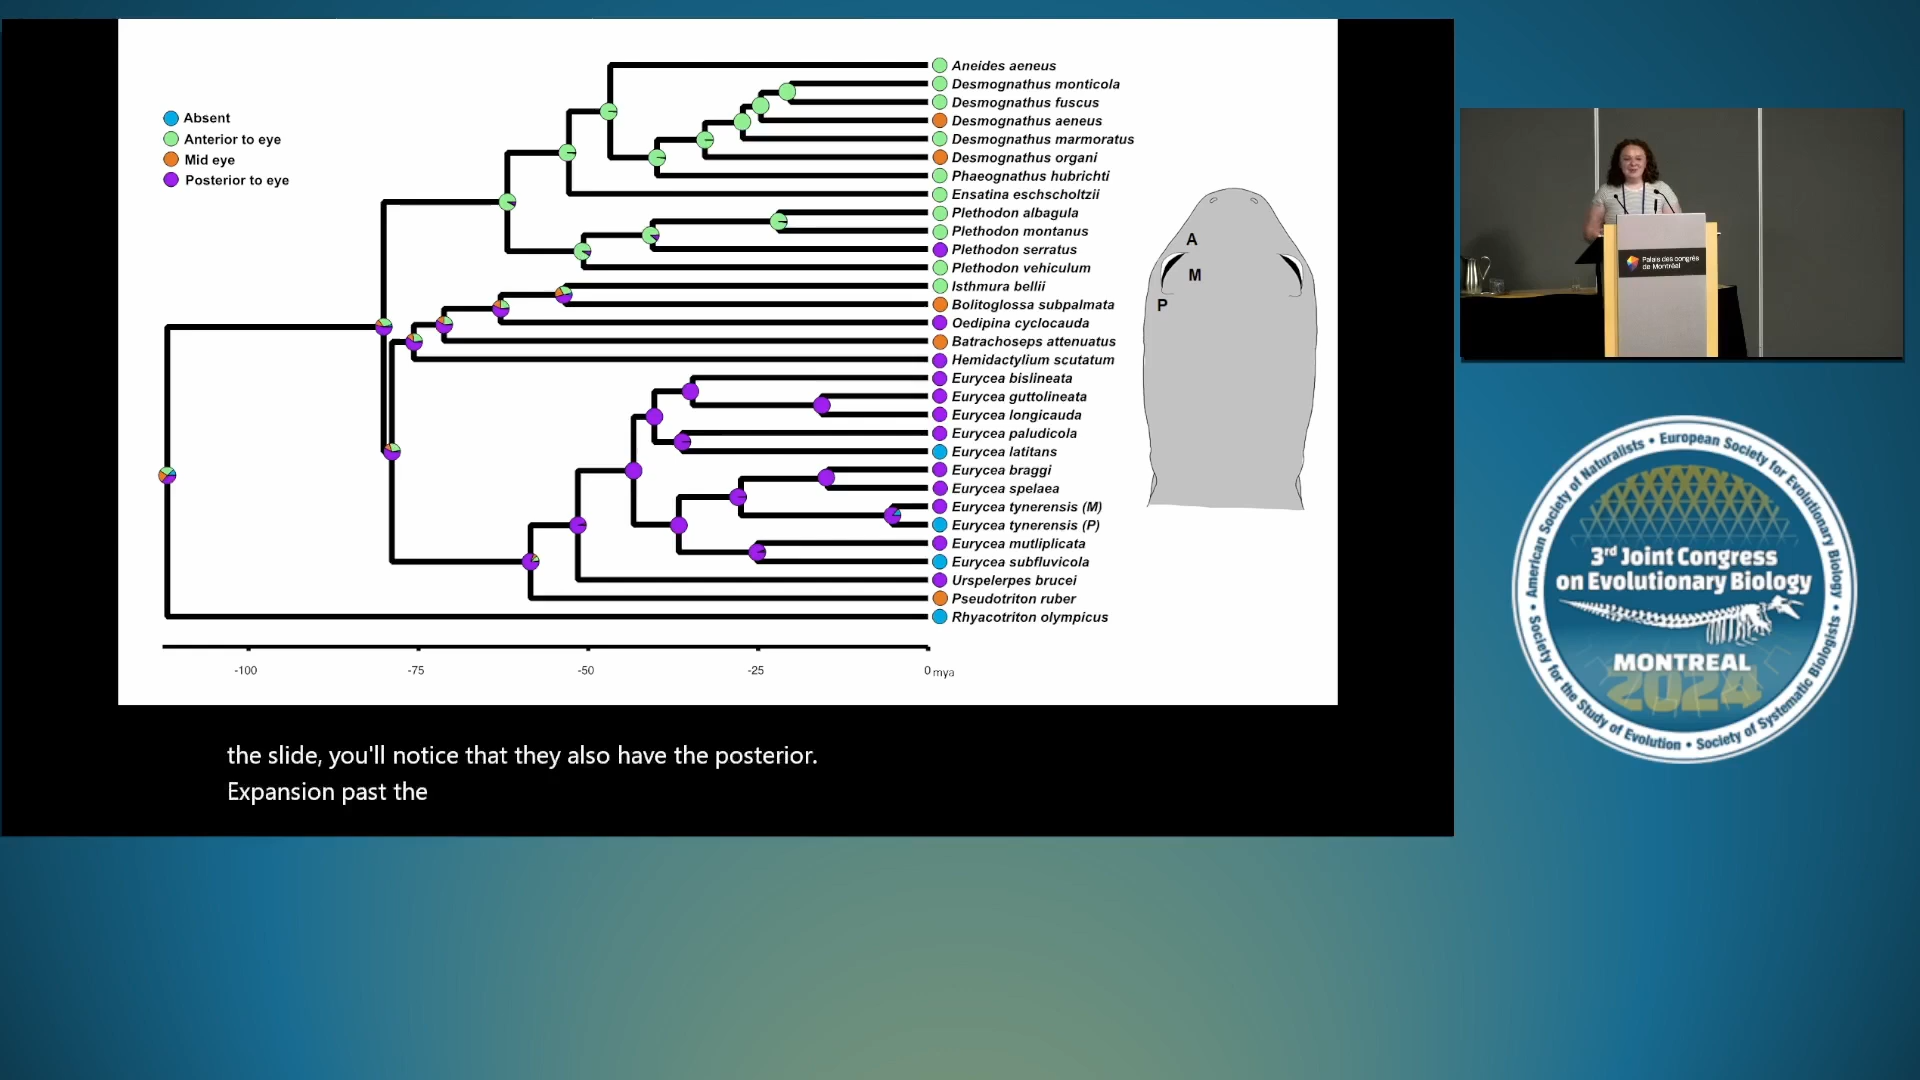 Absent
Anterior to eye
Mid eye
Posterior to eye
Aneides aeneus
Desmognathus monticola
Desmognathus fuscus
Desmognathus aeneus
Desmognathus marmoratus
Desmognathus organi
Phaeognathus hubrichti
Ensatina eschscholtzii
Plethodon albagula
Plethodon montanus
Plethodon serratus
Plethodon vehiculum
Isthmura bellii
Bolitoglossa subpalmata
Oedipina cyclocauda
Batrachoseps attenuatus
Hemidactylium scutatum
Eurycea bislineata
Eurycea guttolineata
Eurycea longicauda
Eurycea paludicola
Eurycea latitans
Eurycea braggi
Eurycea spelaea
Eurycea tynerensis (M)
Eurycea tynerensis (P)
Eurycea mutliplicata
Eurycea subfluvicola
Urspelerpes brucei
Pseudotriton ruber
Rhyacotriton olympicus
-100 -75 -50 -25 0 mya
A
M
P
the slide, you'll notice that they also have the posterior.
Expansion past the
Palais des congrès
de Montréal
American Society of Naturalists • European Society for Evolutionary Biology •
3rd Joint Congress
on Evolutionary Biology
MONTREAL
2024
Society for the Study of Evolution • Society of Systematic Biologists •